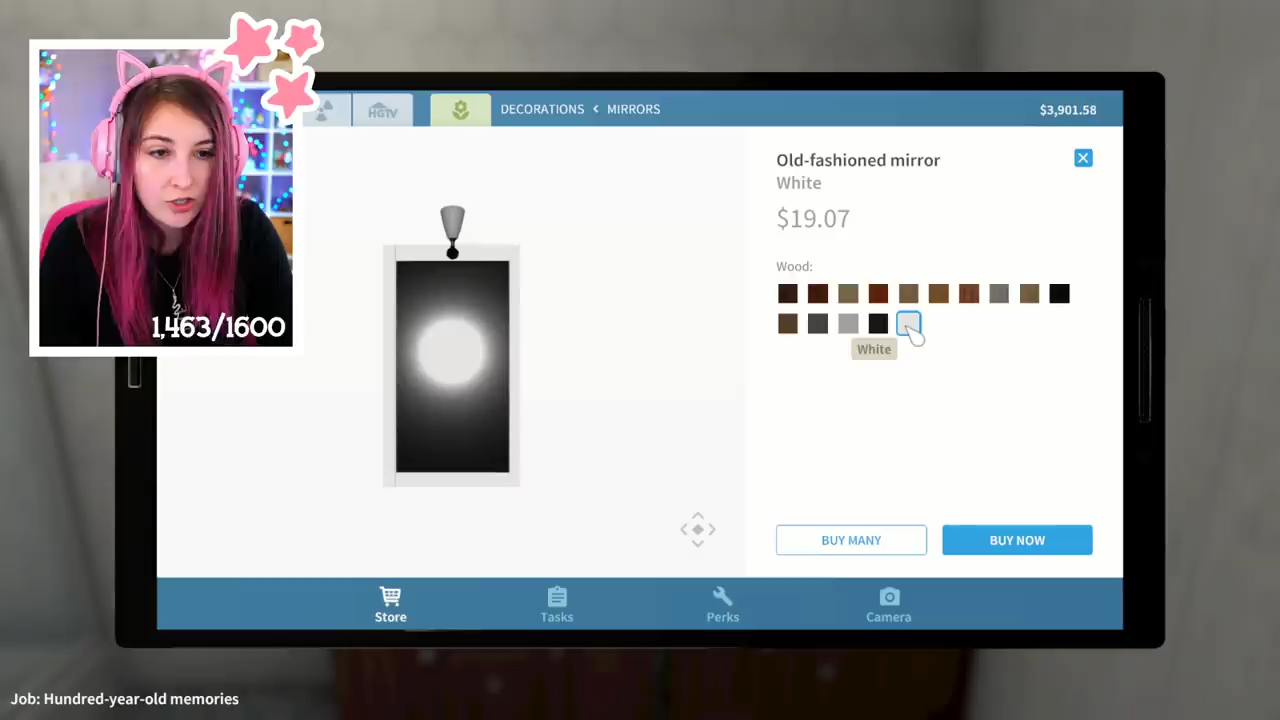 HGTV
DECORATIONS < MIRRORS
$3,901.58
Old-fashioned mirror
White
$19.07
Wood:
White
1,463/1600
BUY MANY
BUY NOW
Store
Tasks
Perks
Camera
Job: Hundred-year-old memories